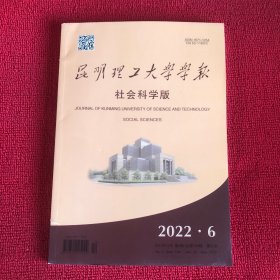 昆明理工大学学报
社会科学版
JOURNAL OF KUNMING UNIVERSITY OF SCIENCE AND TECHNOLOGY
SOCIAL SCIENCES
2022·6